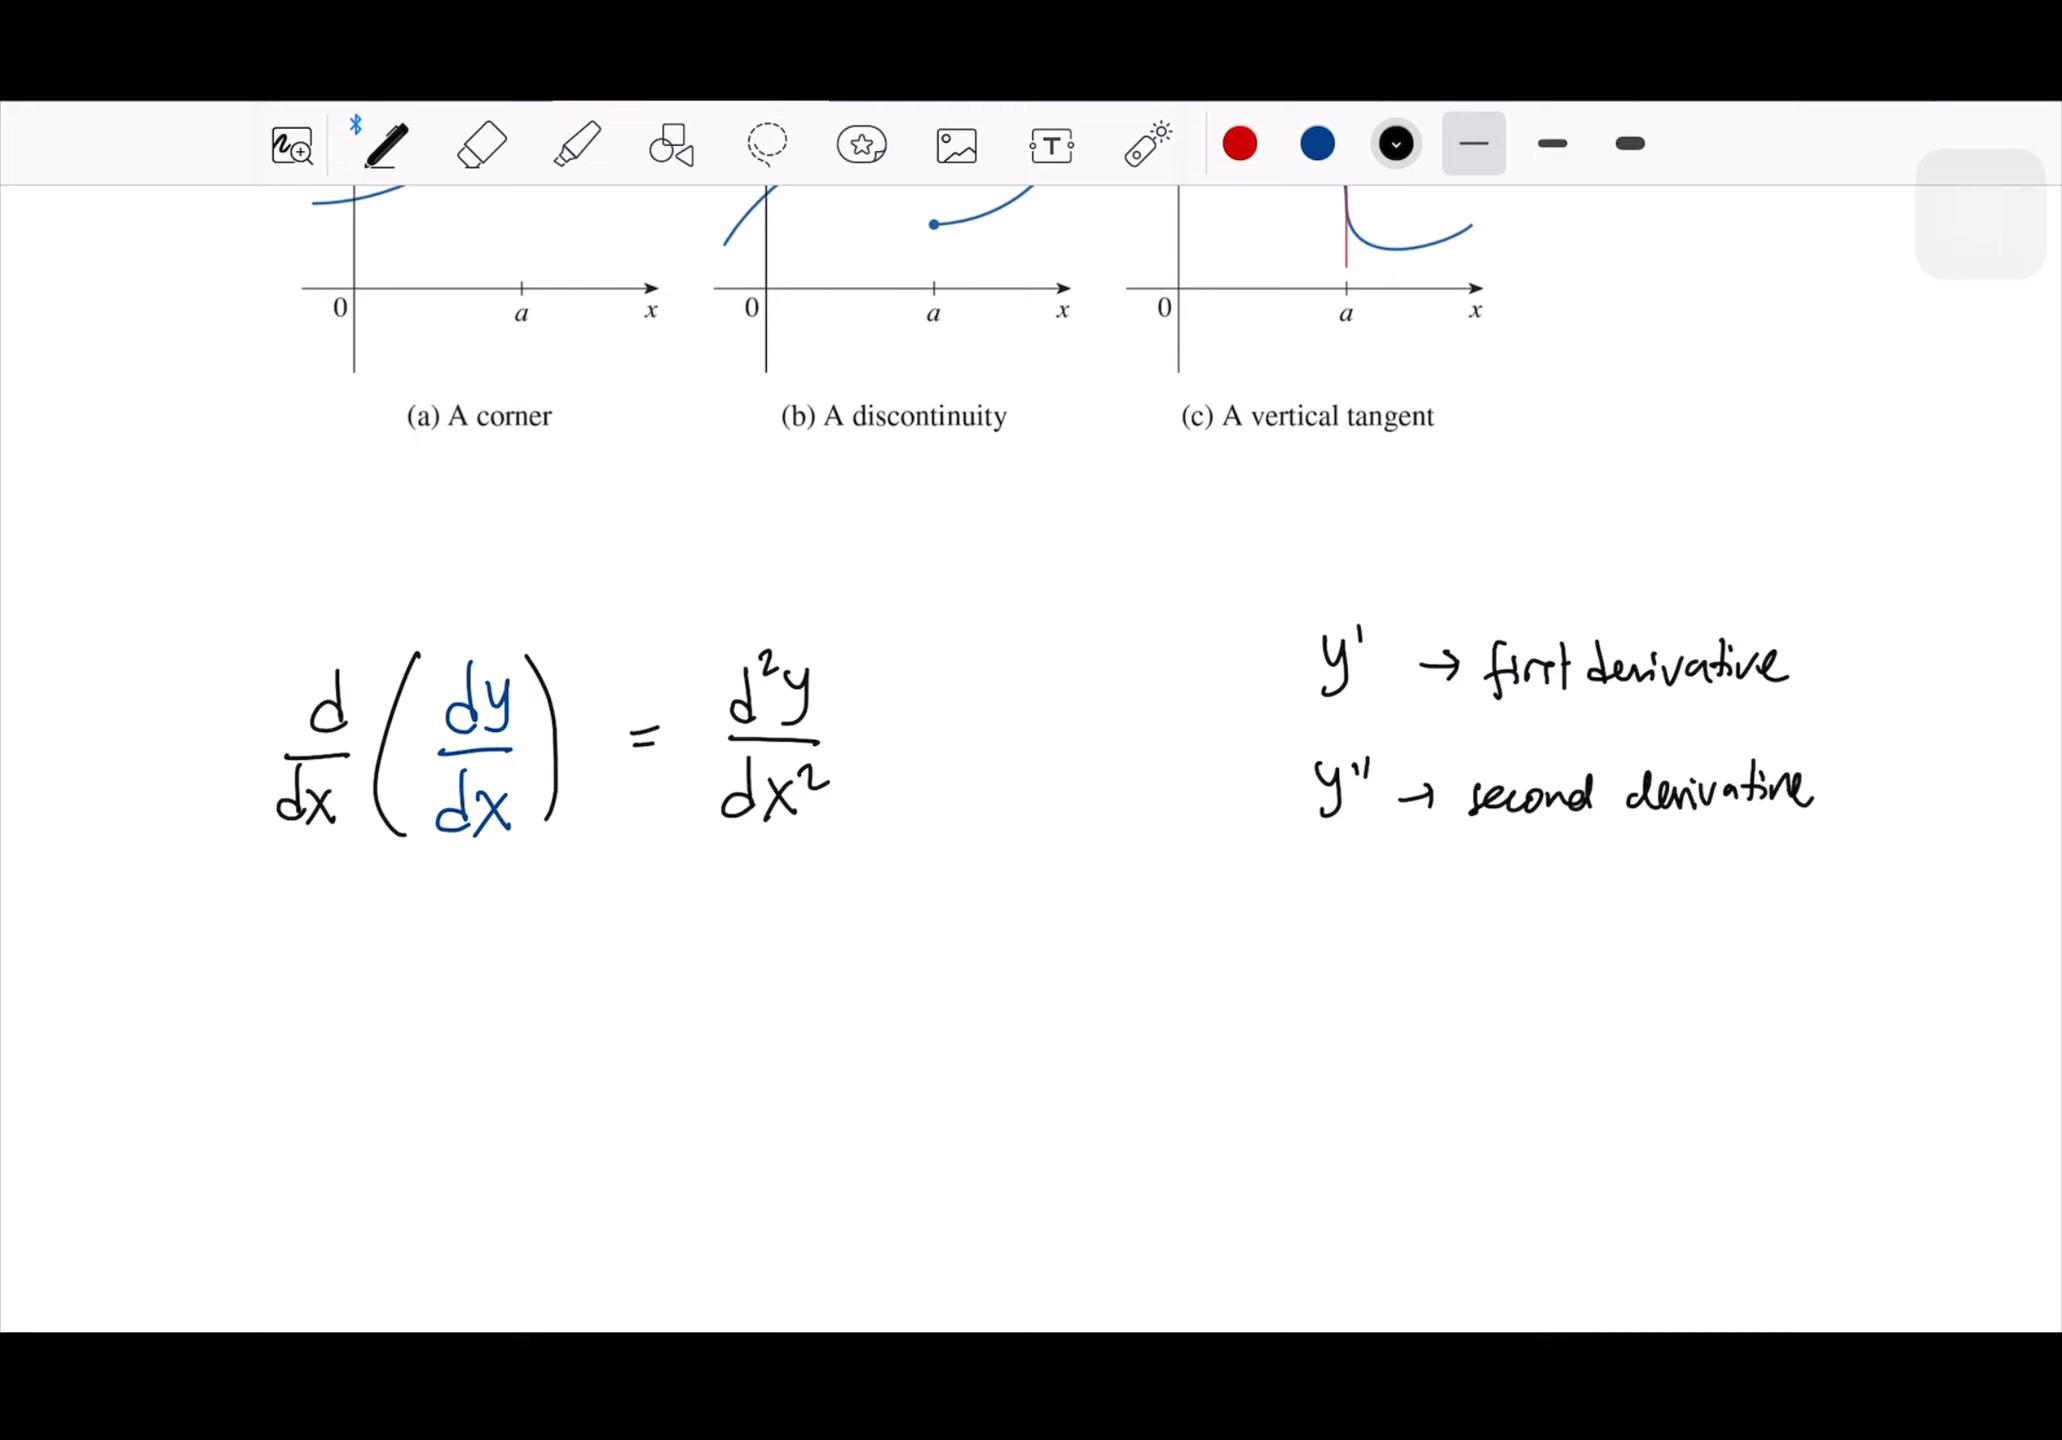 T
0 a x
0 a x
0 a x
(a) A corner
(b) A discontinuity
(c) A vertical tangent
d/dx (dy/dx) = d²y/dx²
y' → first derivative
y'' → second derivative